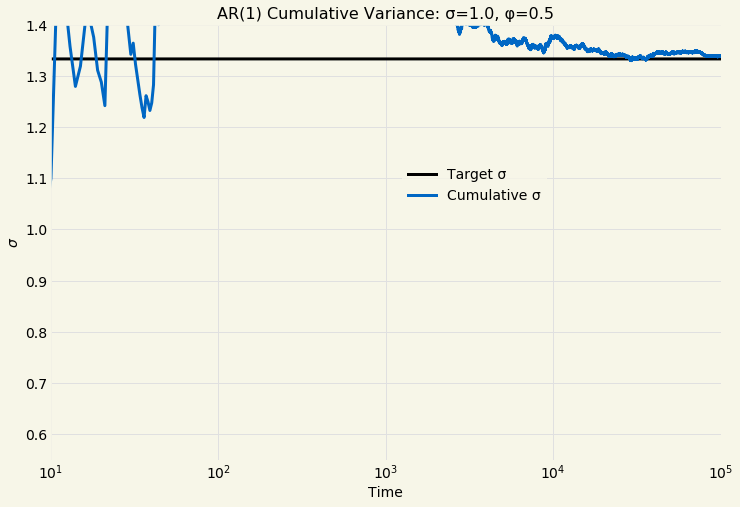 AR(1) Cumulative Variance: σ=1.0, φ=0.5
1.4
1.3
1.2
1.1
1.0
0.9
0.8
0.7
0.6
σ
Target σ
Cumulative σ
10¹
10²
10³
10⁴
10⁵
Time